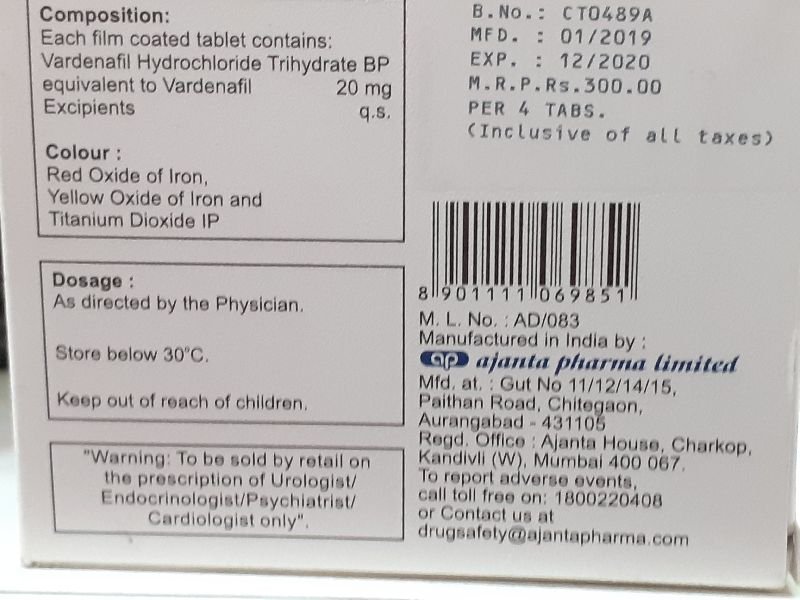 Composition:
Each film coated tablet contains:
Vardenafil Hydrochloride Trihydrate BP
equivalent to Vardenafil 20 mg
Excipients q.s.
Colour :
Red Oxide of Iron,
Yellow Oxide of Iron and
Titanium Dioxide IP
Dosage :
As directed by the Physician.
Store below 30°C.
Keep out of reach of children.
"Warning: To be sold by retail on
the prescription of Urologist/
Endocrinologist/Psychiatrist/
Cardiologist only".
B.No.: CT0489A
MFD. : 01/2019
EXP. : 12/2020
M.R.P.Rs.300.00
PER 4 TABS.
(Inclusive of all taxes)
8 901111 069851
M. L. No. : AD/083
Manufactured in India by :
ap ajanta pharma limited
Mfd. at. : Gut No 11/12/14/15,
Paithan Road, Chitegaon,
Aurangabad - 431105
Regd. Office : Ajanta House, Charkop,
Kandivli (W), Mumbai 400 067.
To report adverse events,
call toll free on: 1800220408
or Contact us at
drugsafety@ajantapharma.com